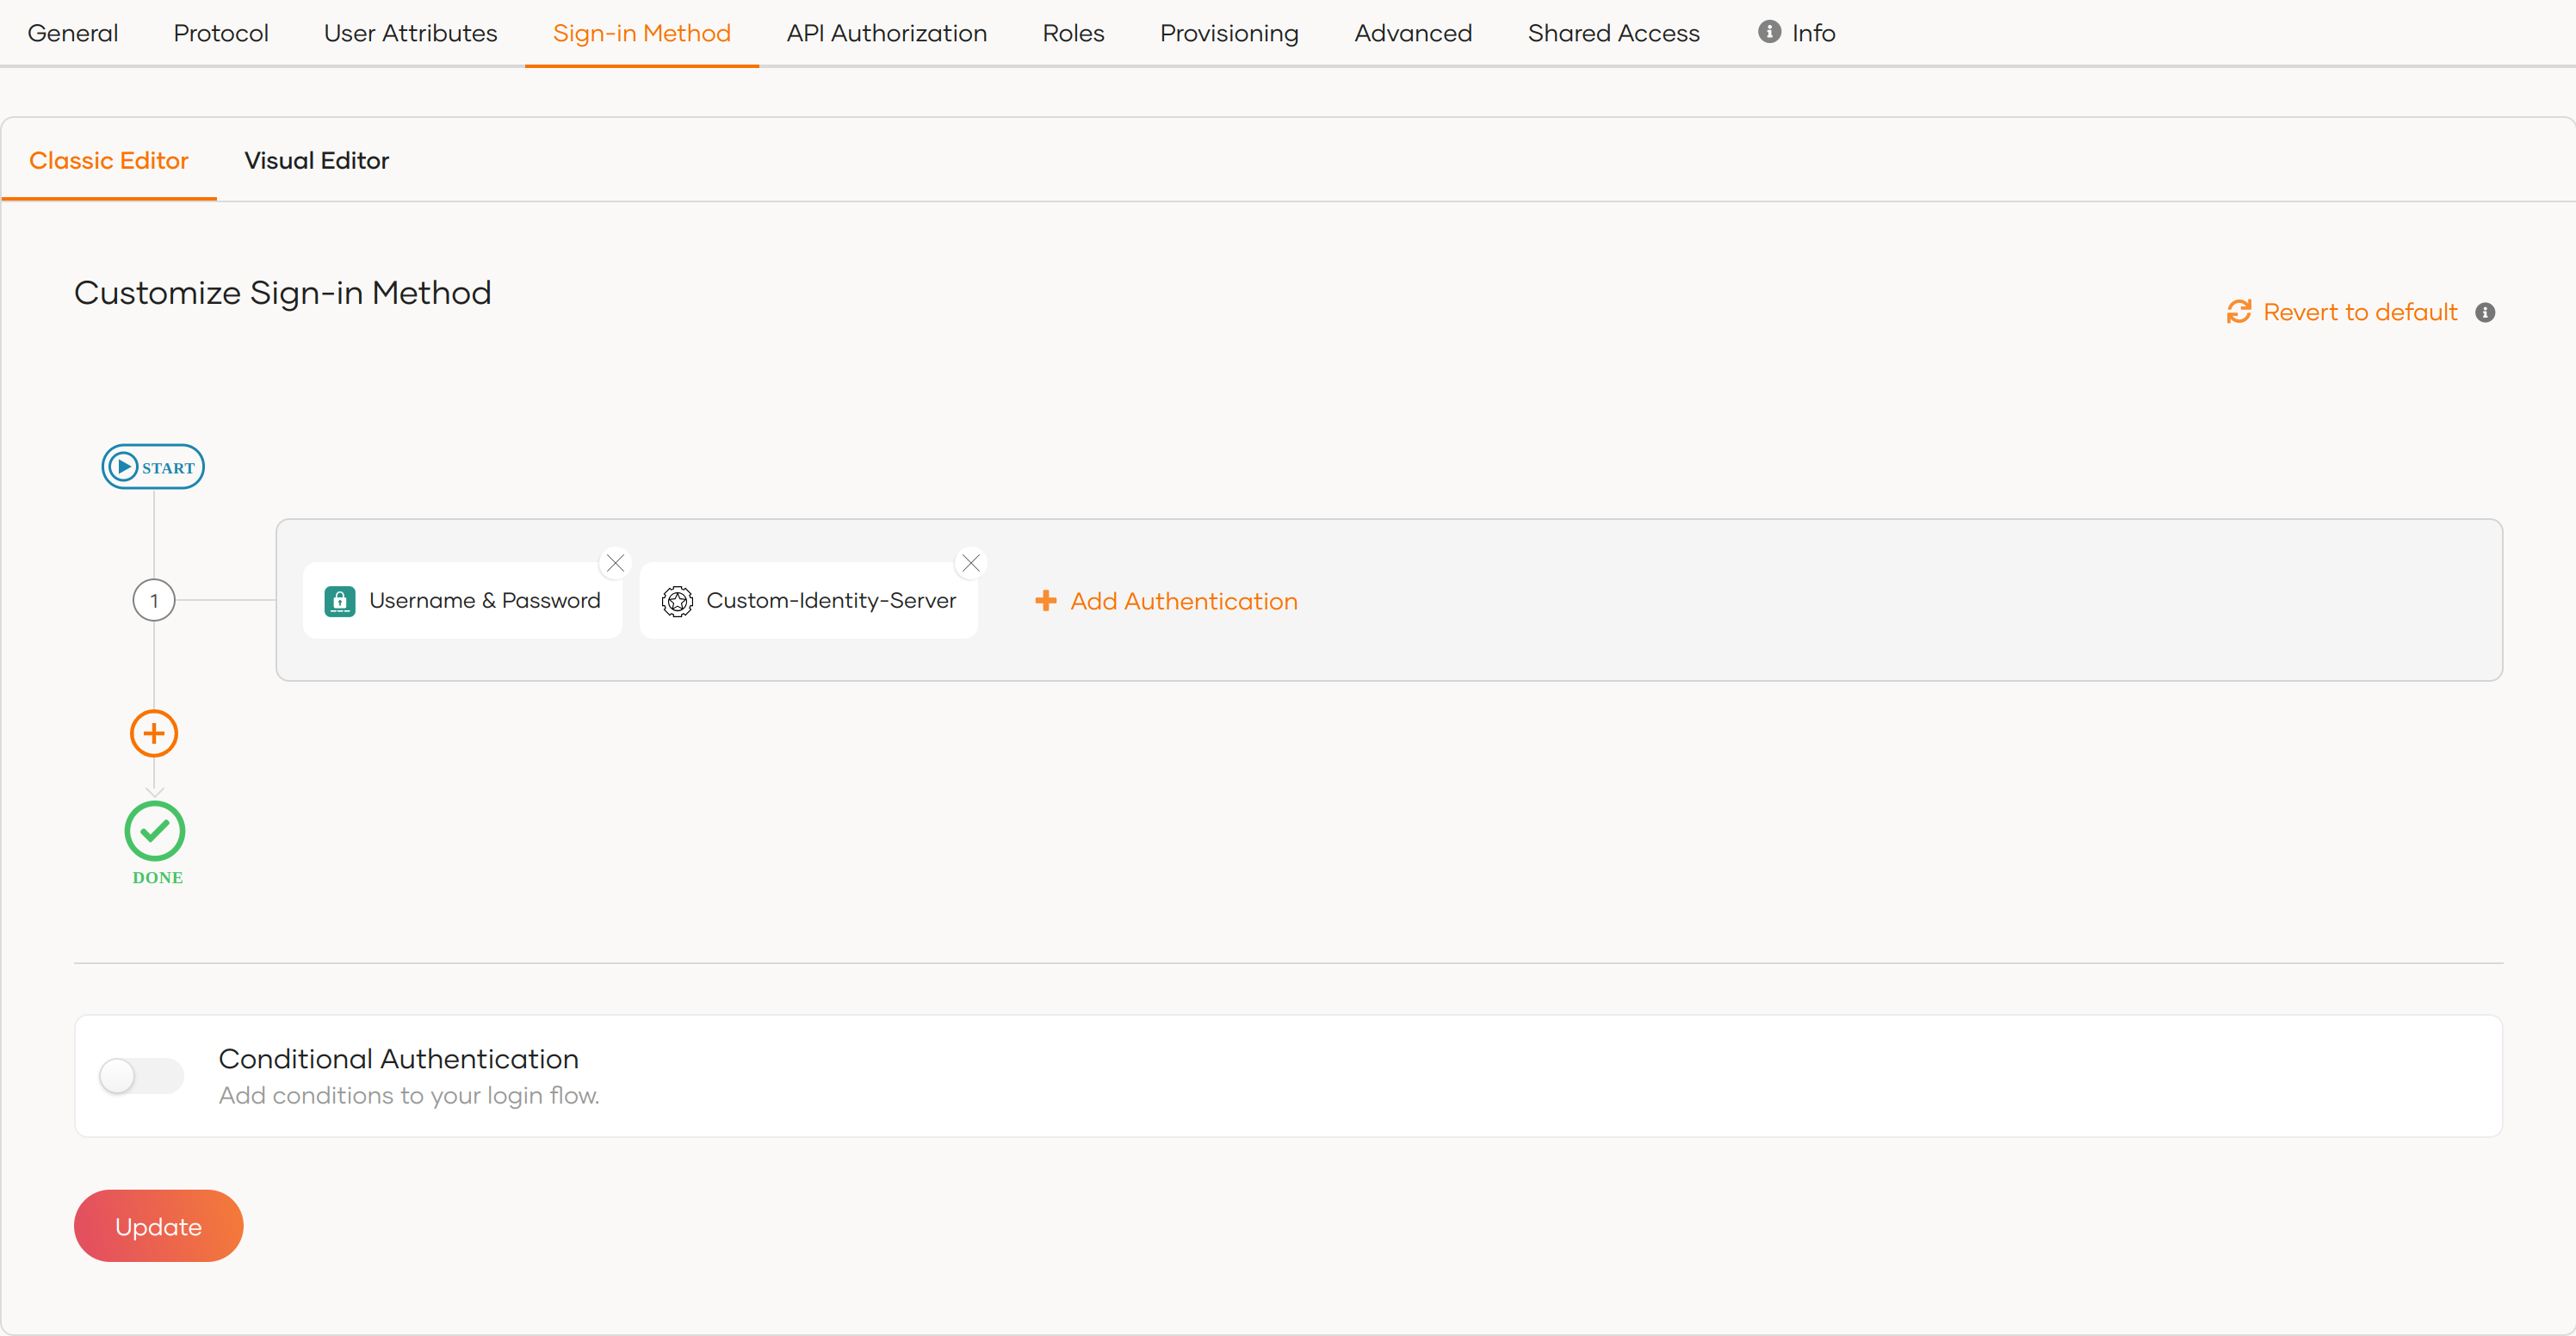 General Protocol User Attributes Sign-in Method API Authorization Roles Provisioning Advanced Shared Access Info
Classic Editor Visual Editor
Customize Sign-in Method
Revert to default
START
1
Username & Password
Custom-Identity-Server
Add Authentication
DONE
Conditional Authentication
Add conditions to your login flow.
Update